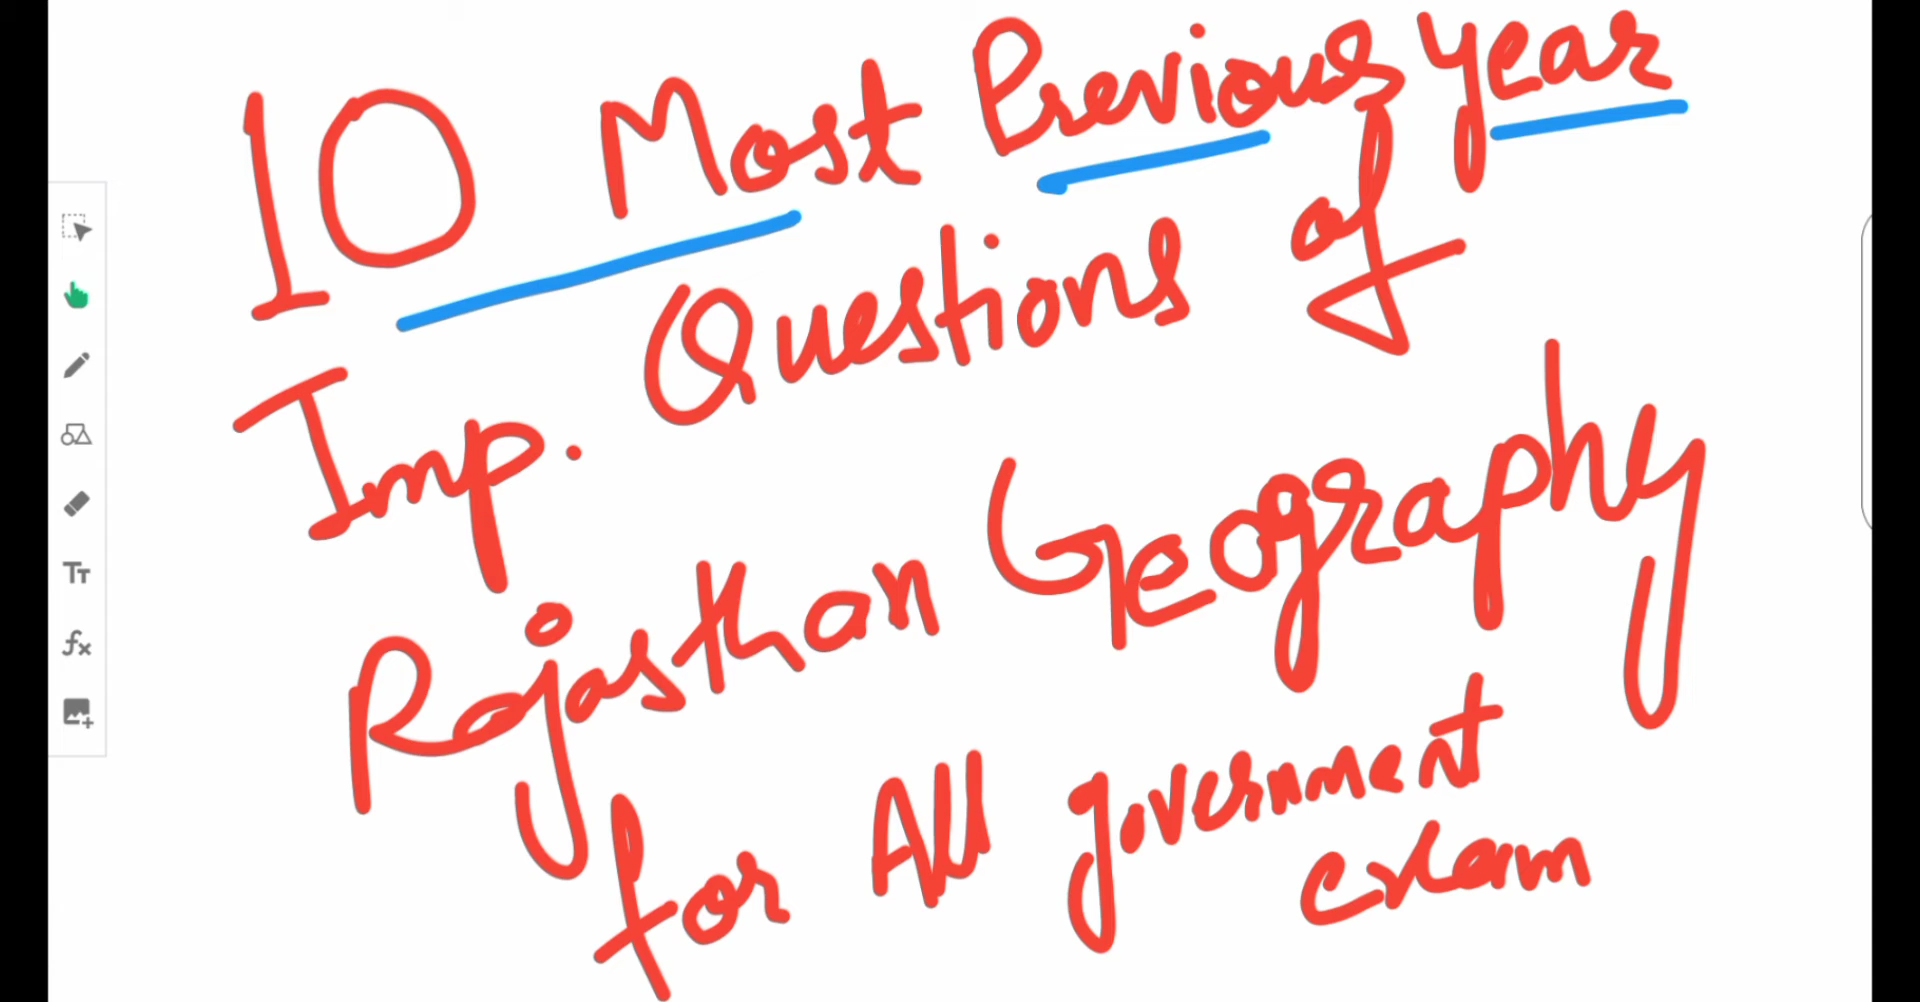 10 Most Previous year
Imp. Questions of
Rajasthan Geography
for All government
exam